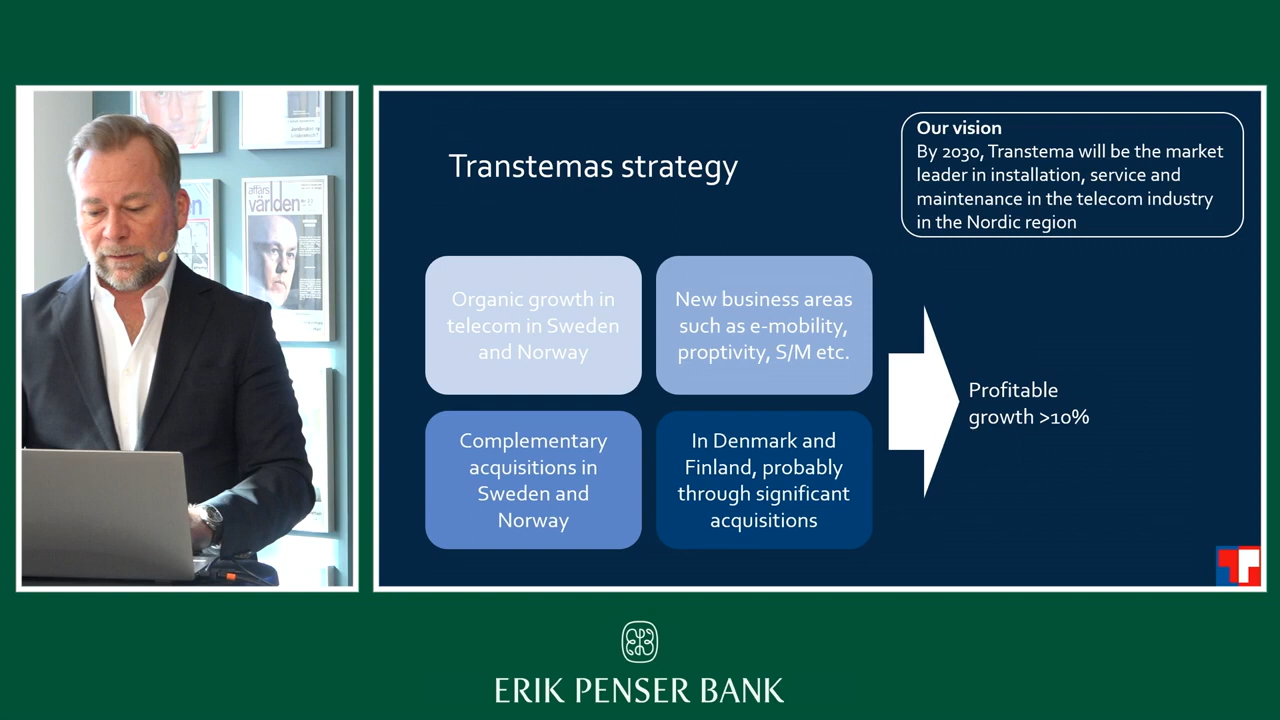 affärs
världen
Transtemas strategy
Our vision
By 2030, Transtema will be the market
leader in installation, service and
maintenance in the telecom industry
in the Nordic region
Organic growth in
telecom in Sweden
and Norway
New business areas
such as e-mobility,
proptivity, S/M etc.
Complementary
acquisitions in
Sweden and
Norway
In Denmark and
Finland, probably
through significant
acquisitions
Profitable
growth >10%
ERIK PENSER BANK